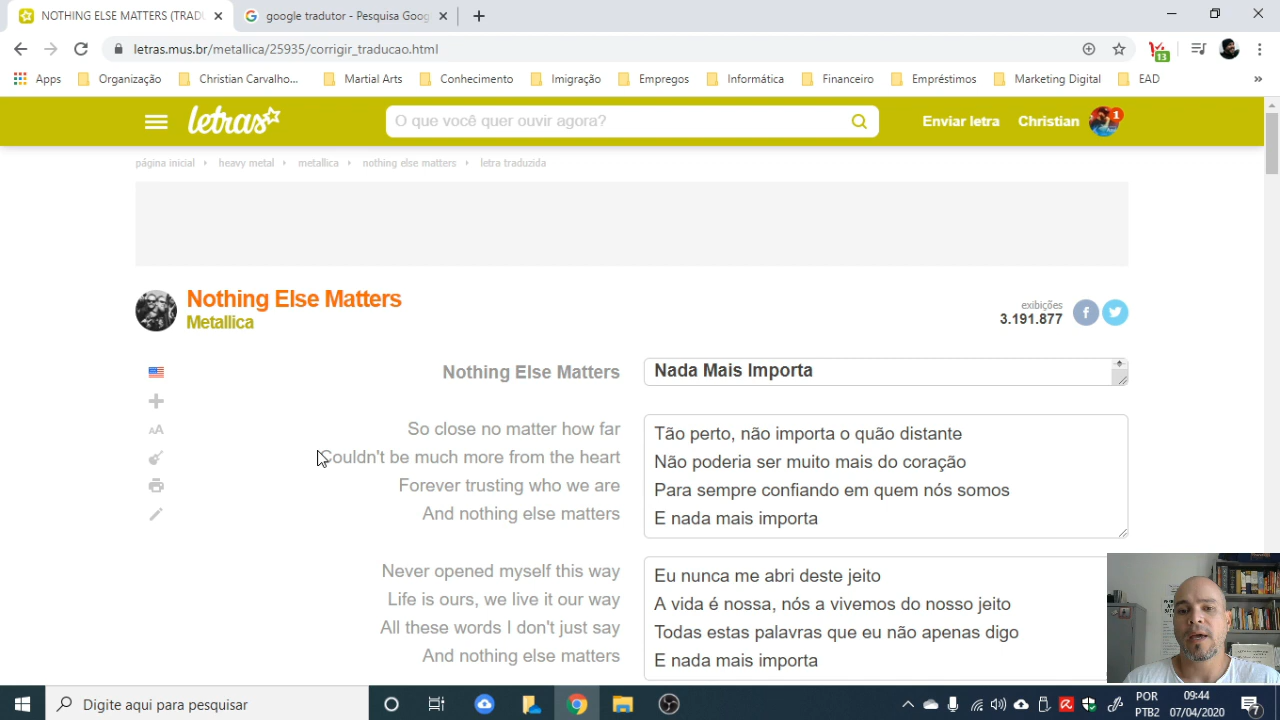 NOTHING ELSE MATTERS (TRADU
google tradutor - Pesquisa Goog
letras.mus.br/metallica/25935/corrigir_traducao.html
13
Apps
Organização
Christian Carvalho...
Martial Arts
Conhecimento
Imigração
Empregos
Informática
Financeiro
Empréstimos
Marketing Digital
EAD
»
letras
O que você quer ouvir agora?
Enviar letra
Christian
1
página inicial
heavy metal
metallica
nothing else matters
letra traduzida
Nothing Else Matters
Metallica
exibições
3.191.877
f
Nothing Else Matters
Nada Mais Importa
AA
So close no matter how far
Couldn't be much more from the heart
Forever trusting who we are
And nothing else matters
Tão perto, não importa o quão distante
Não poderia ser muito mais do coração
Para sempre confiando em quem nós somos
E nada mais importa
Never opened myself this way
Life is ours, we live it our way
All these words I don't just say
And nothing else matters
Eu nunca me abri deste jeito
A vida é nossa, nós a vivemos do nosso jeito
Todas estas palavras que eu não apenas digo
E nada mais importa
Digite aqui para pesquisar
POR
PTB2
09:44
07/04/2020
7